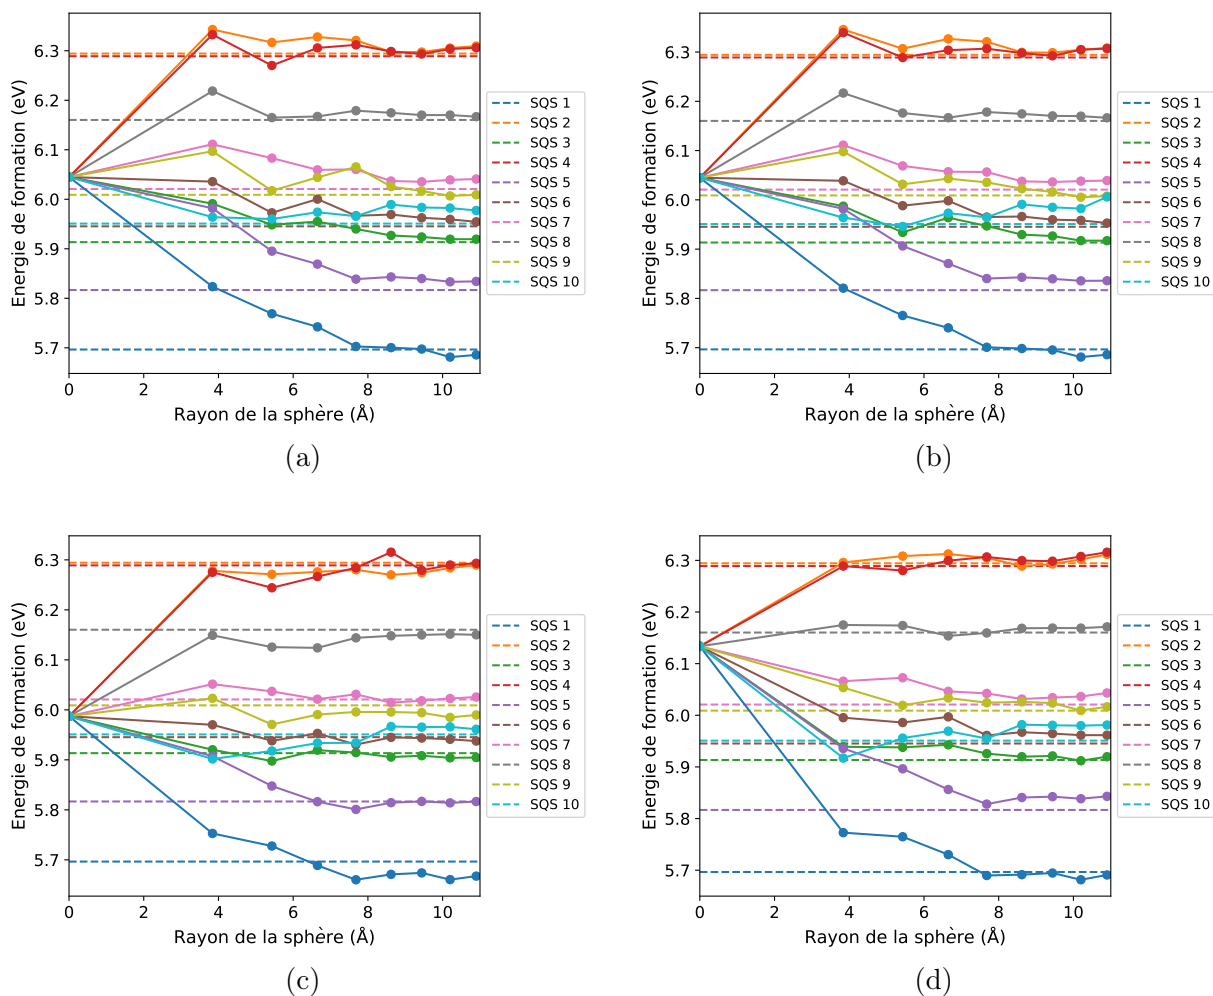 6.3
6.2
6.1
6.0
5.9
5.8
5.7
Energie de formation (eV)
0 2 4 6 8 10
Rayon de la sphère (Å)
SQS 1
SQS 2
SQS 3
SQS 4
SQS 5
SQS 6
SQS 7
SQS 8
SQS 9
SQS 10
(a)
6.3
6.2
6.1
6.0
5.9
5.8
5.7
Energie de formation (eV)
0 2 4 6 8 10
Rayon de la sphère (Å)
SQS 1
SQS 2
SQS 3
SQS 4
SQS 5
SQS 6
SQS 7
SQS 8
SQS 9
SQS 10
(b)
6.3
6.2
6.1
6.0
5.9
5.8
5.7
Energie de formation (eV)
0 2 4 6 8 10
Rayon de la sphère (Å)
SQS 1
SQS 2
SQS 3
SQS 4
SQS 5
SQS 6
SQS 7
SQS 8
SQS 9
SQS 10
(c)
6.3
6.2
6.1
6.0
5.9
5.8
5.7
Energie de formation (eV)
0 2 4 6 8 10
Rayon de la sphère (Å)
SQS 1
SQS 2
SQS 3
SQS 4
SQS 5
SQS 6
SQS 7
SQS 8
SQS 9
SQS 10
(d)